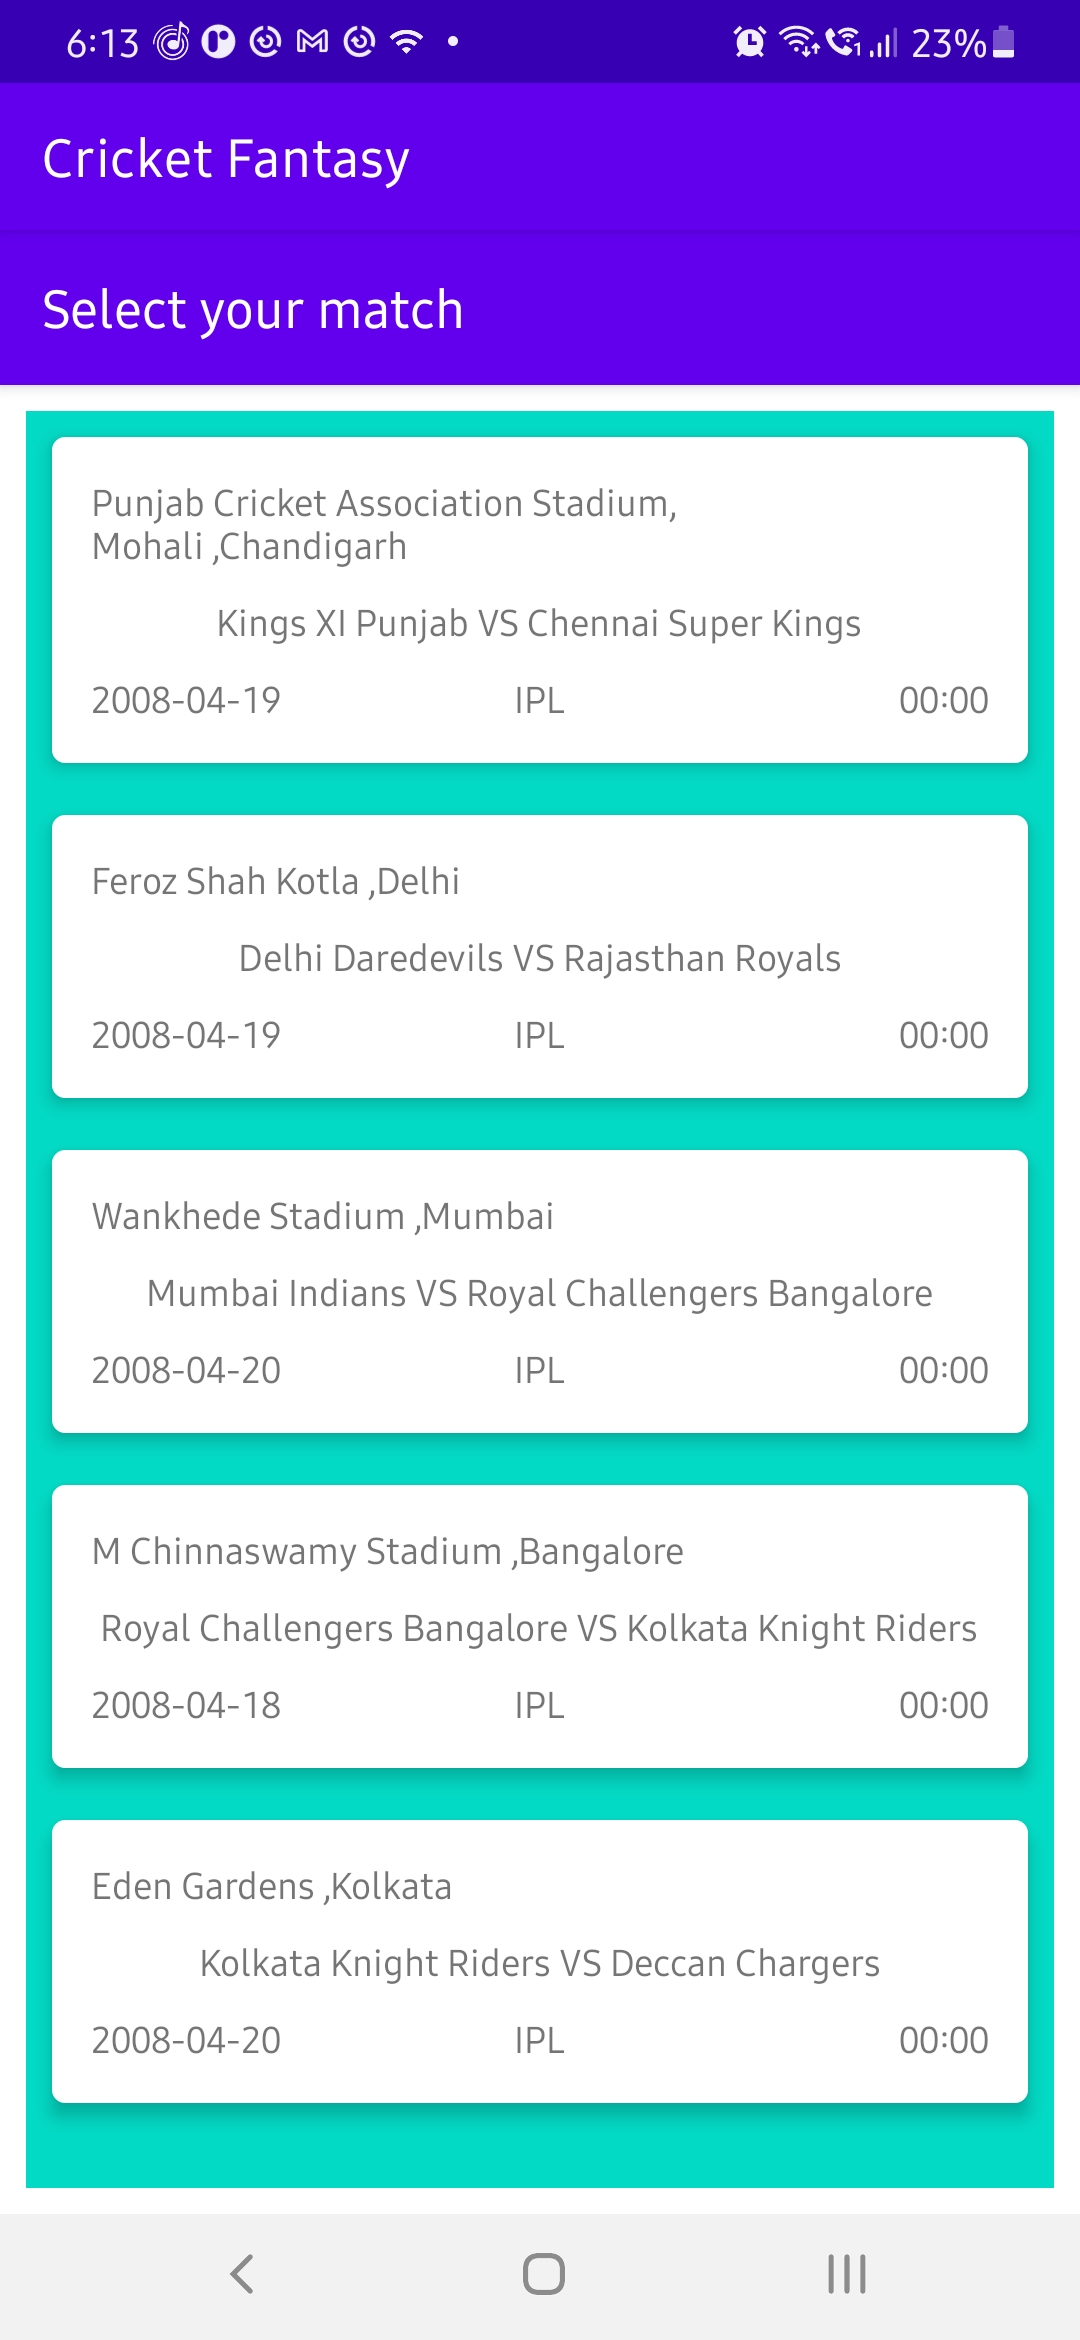 6:13 23%
Cricket Fantasy
Select your match
Punjab Cricket Association Stadium,
Mohali ,Chandigarh
Kings XI Punjab VS Chennai Super Kings
2008-04-19 IPL 00:00
Feroz Shah Kotla ,Delhi
Delhi Daredevils VS Rajasthan Royals
2008-04-19 IPL 00:00
Wankhede Stadium ,Mumbai
Mumbai Indians VS Royal Challengers Bangalore
2008-04-20 IPL 00:00
M Chinnaswamy Stadium ,Bangalore
Royal Challengers Bangalore VS Kolkata Knight Riders
2008-04-18 IPL 00:00
Eden Gardens ,Kolkata
Kolkata Knight Riders VS Deccan Chargers
2008-04-20 IPL 00:00